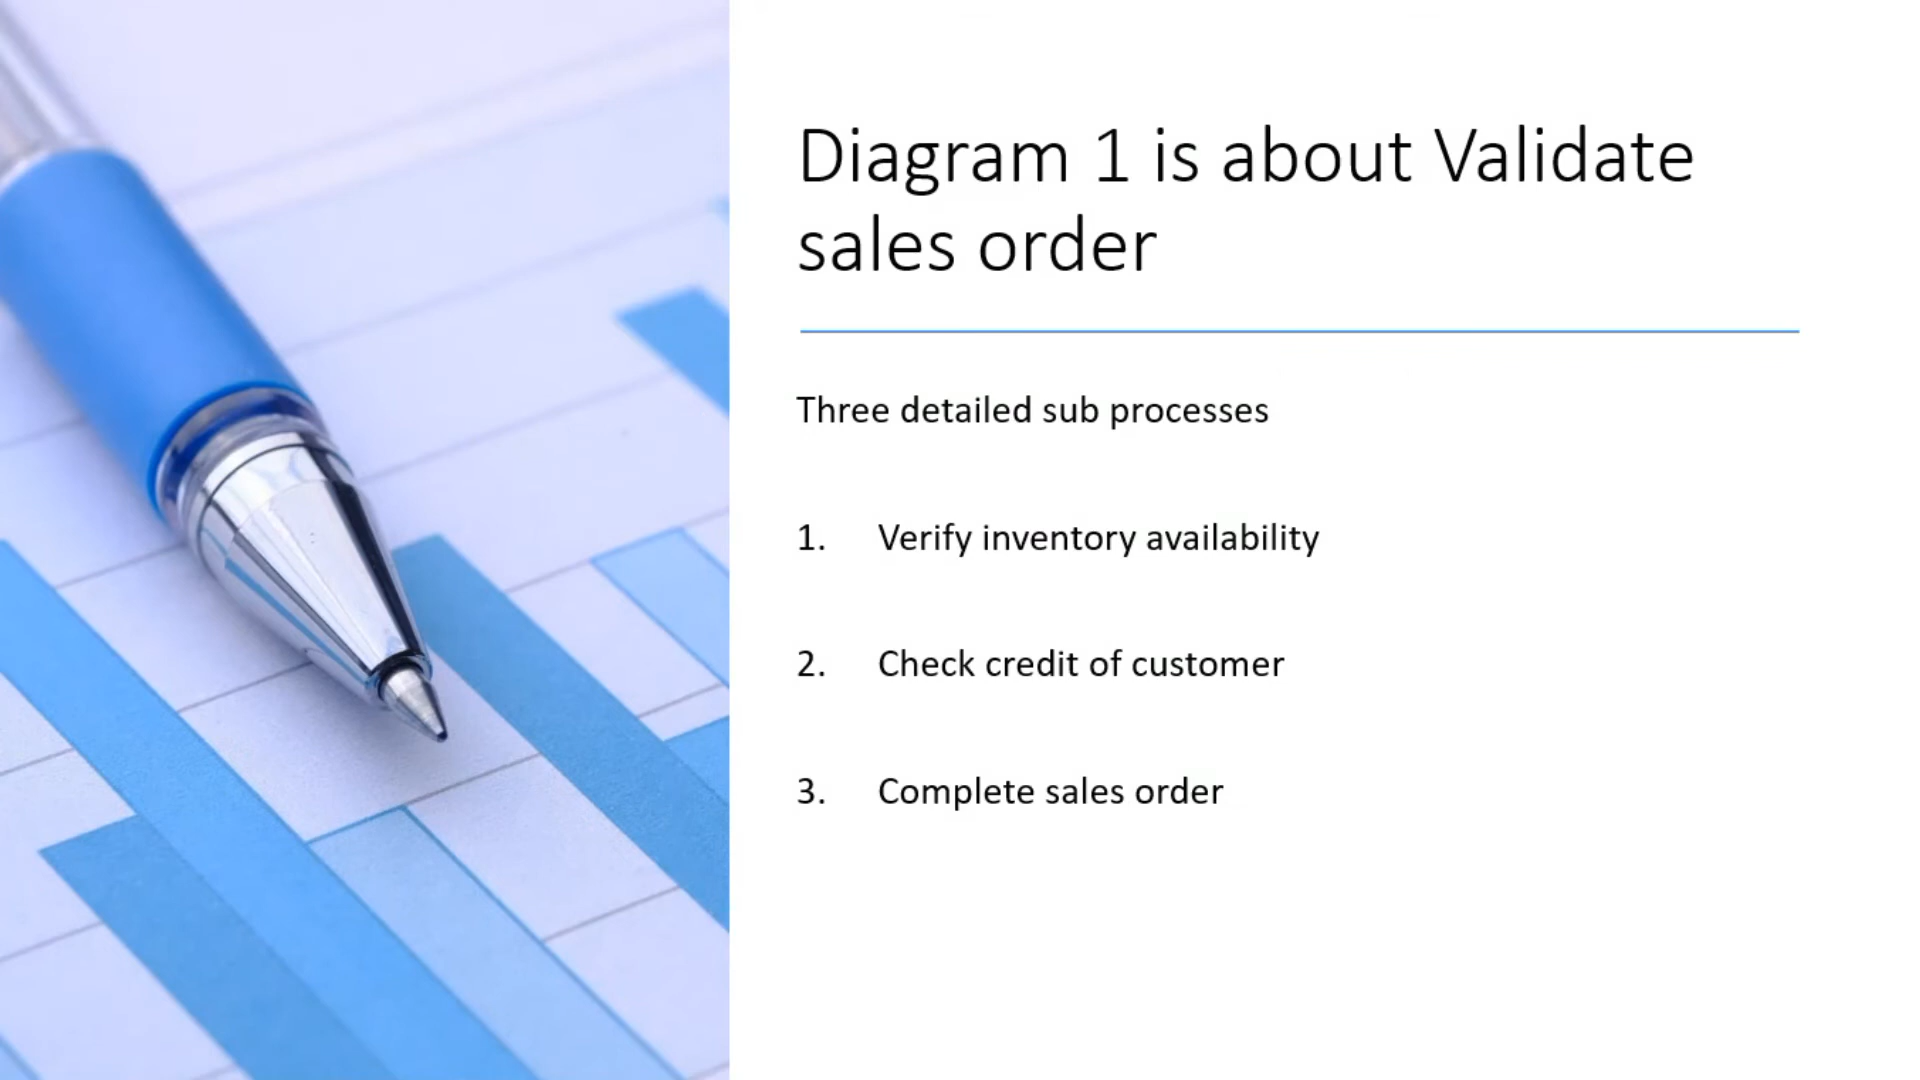 Diagram 1 is about Validate
sales order
Three detailed sub processes
1. Verify inventory availability
2. Check credit of customer
3. Complete sales order